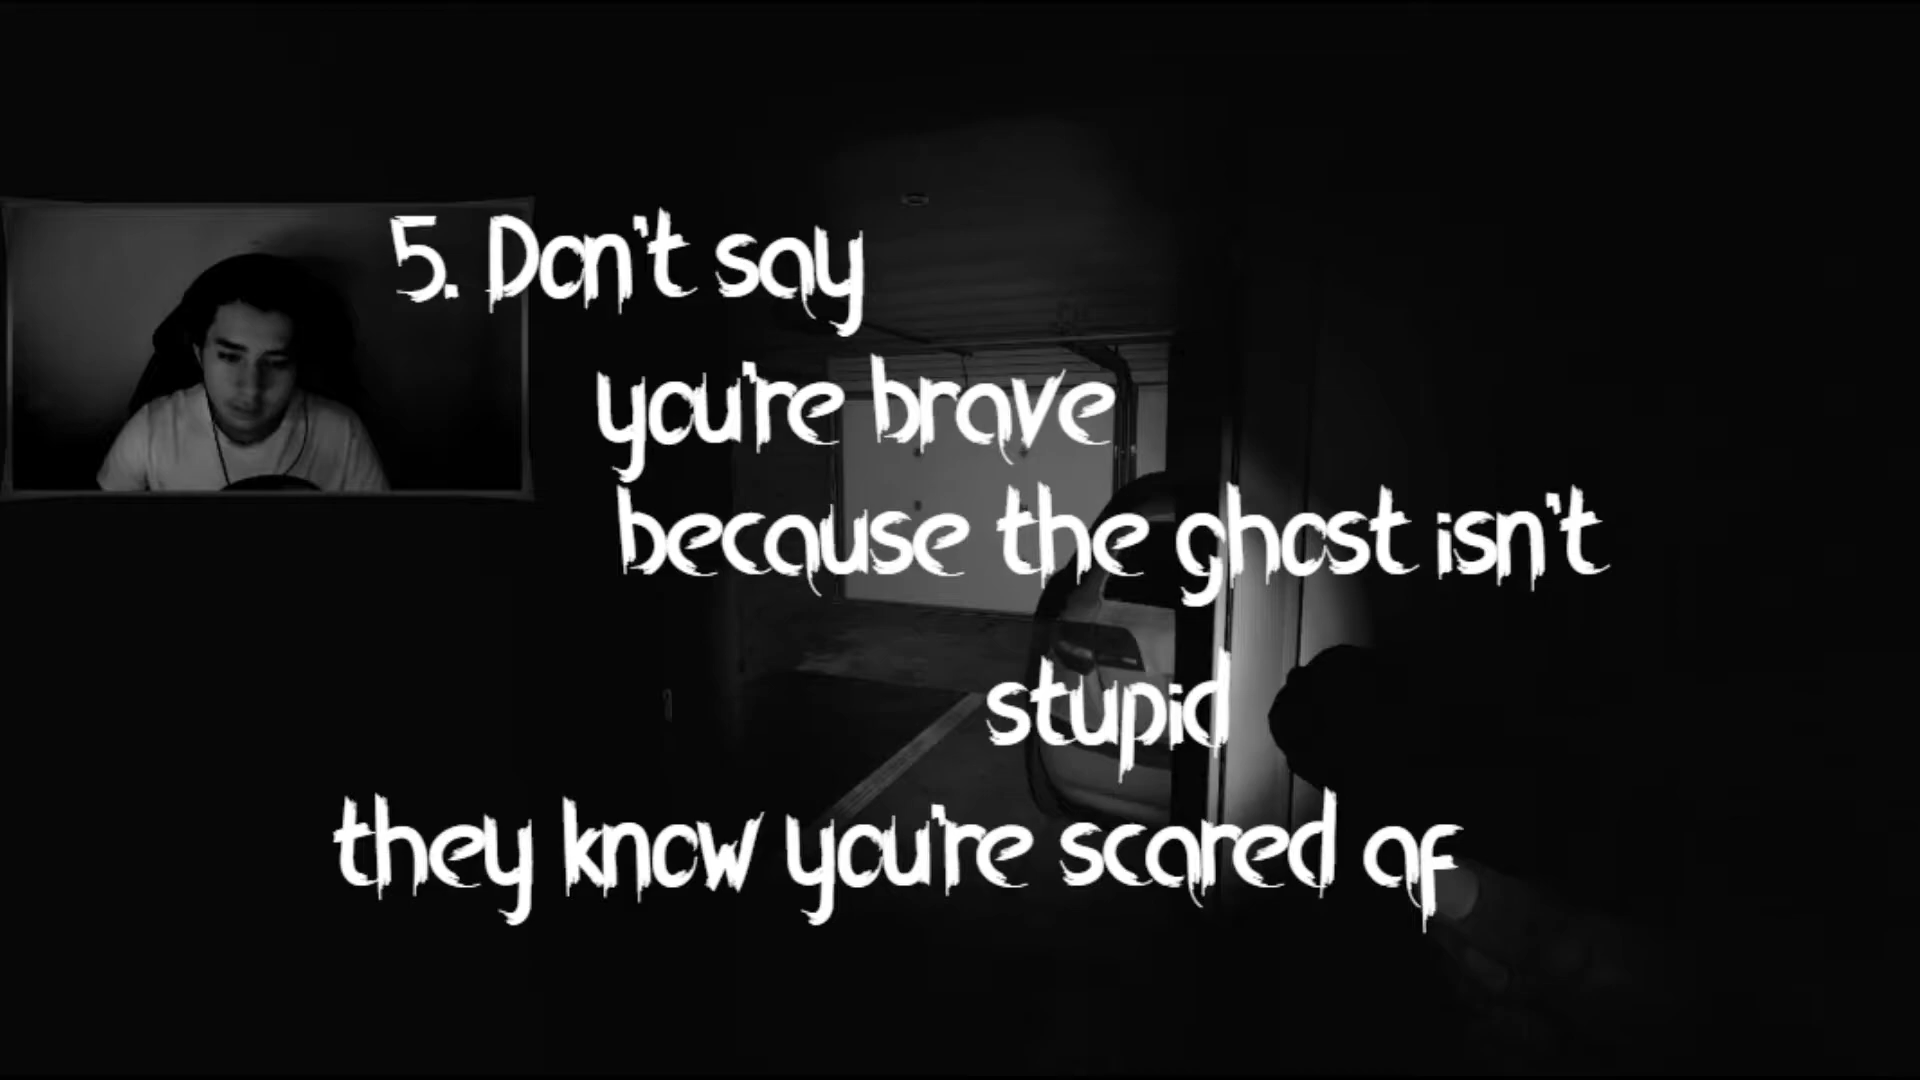 5. Don't say
you're brave
because the ghost isn't
stupid
they know you're scared af